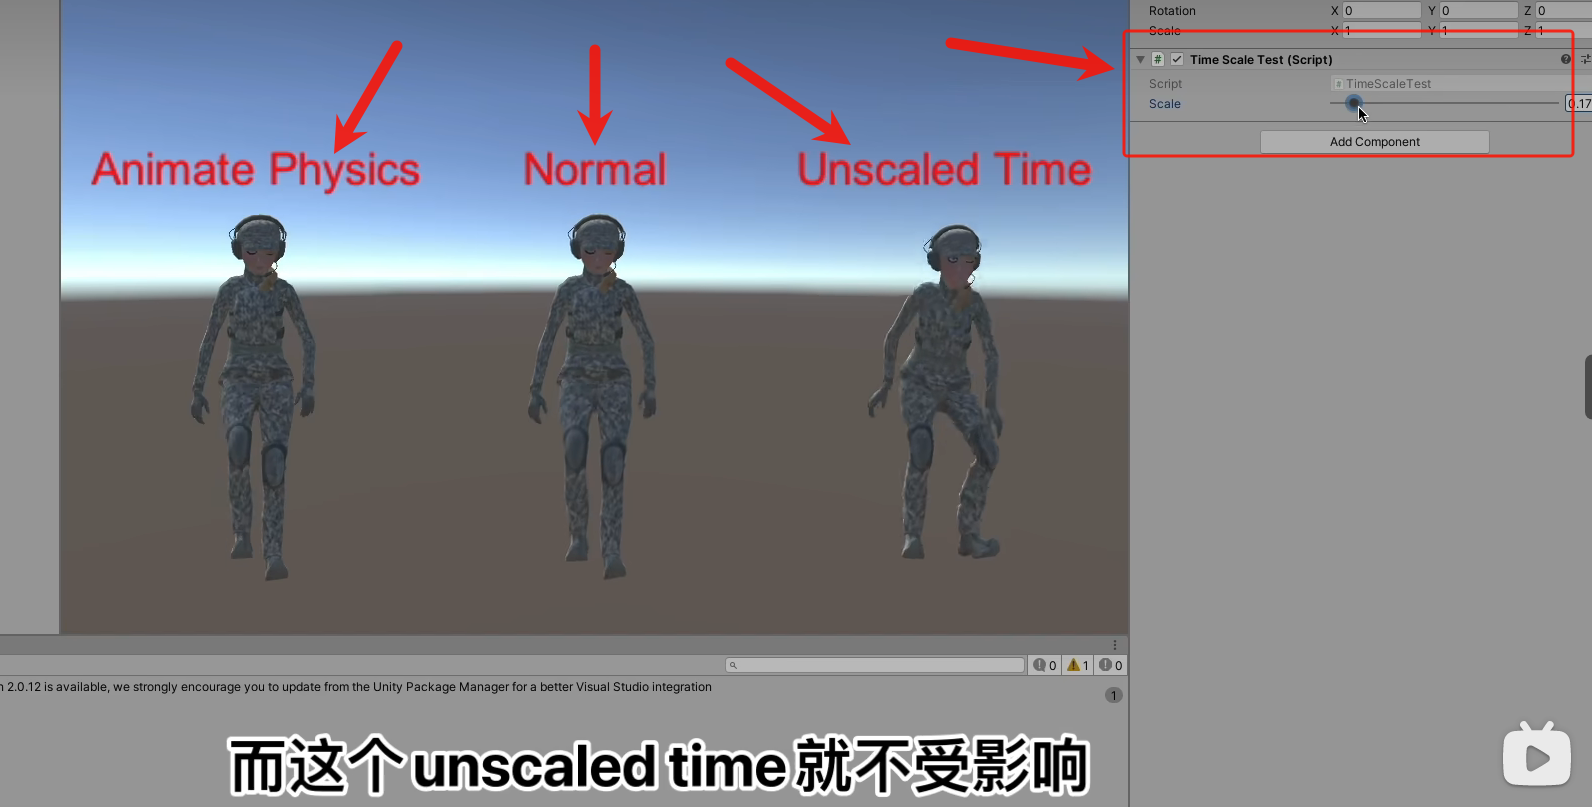 Rotation X 0 Y 0 Z 0
Scale X 1 Y 1 Z 1
# Time Scale Test (Script)
Script # TimeScaleTest
Scale 0.17
Add Component
Animate Physics Normal Unscaled Time
0 1 0
2.0.12 is available, we strongly encourage you to update from the Unity Package Manager for a better Visual Studio integration
1
而这个unscaled time就不受影响